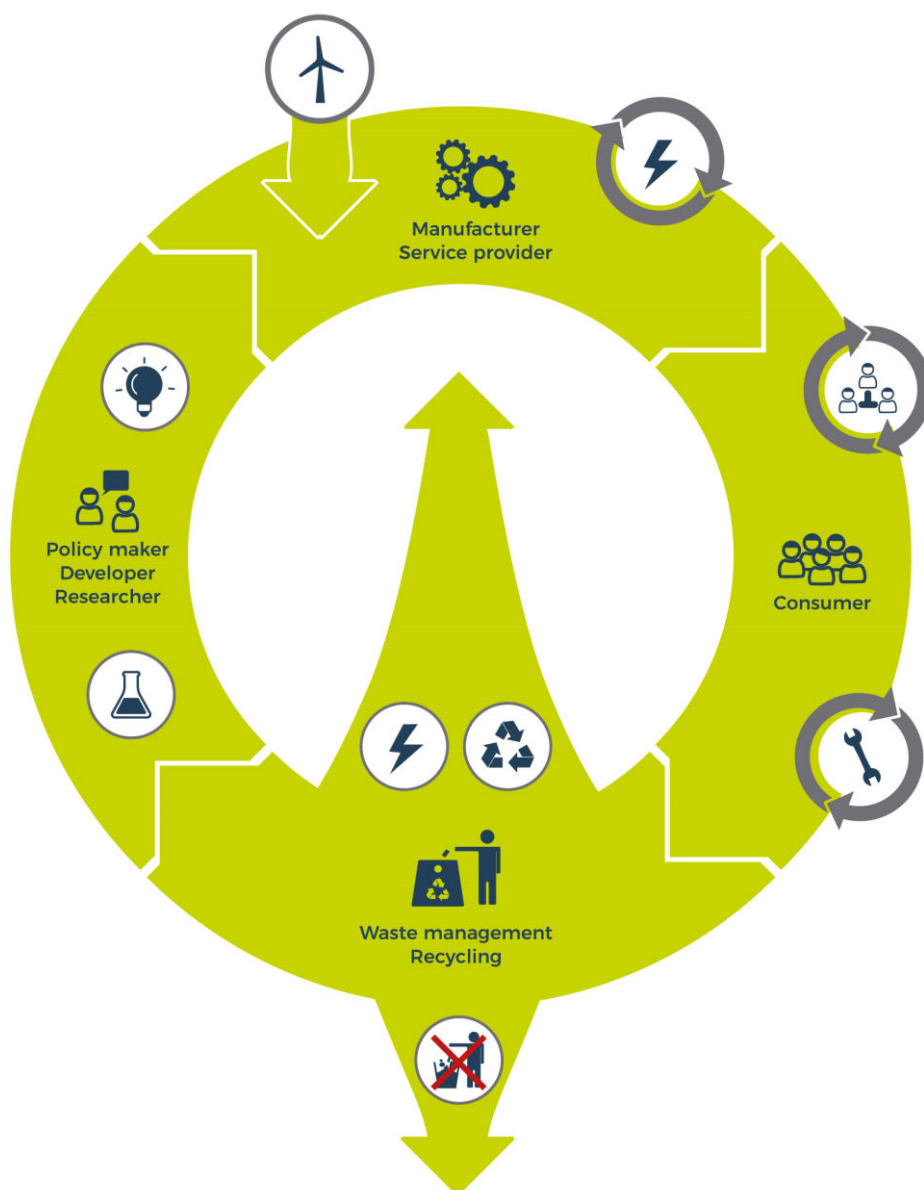 Manufacturer
Service provider
Policy maker
Developer
Researcher
Consumer
Waste management
Recycling